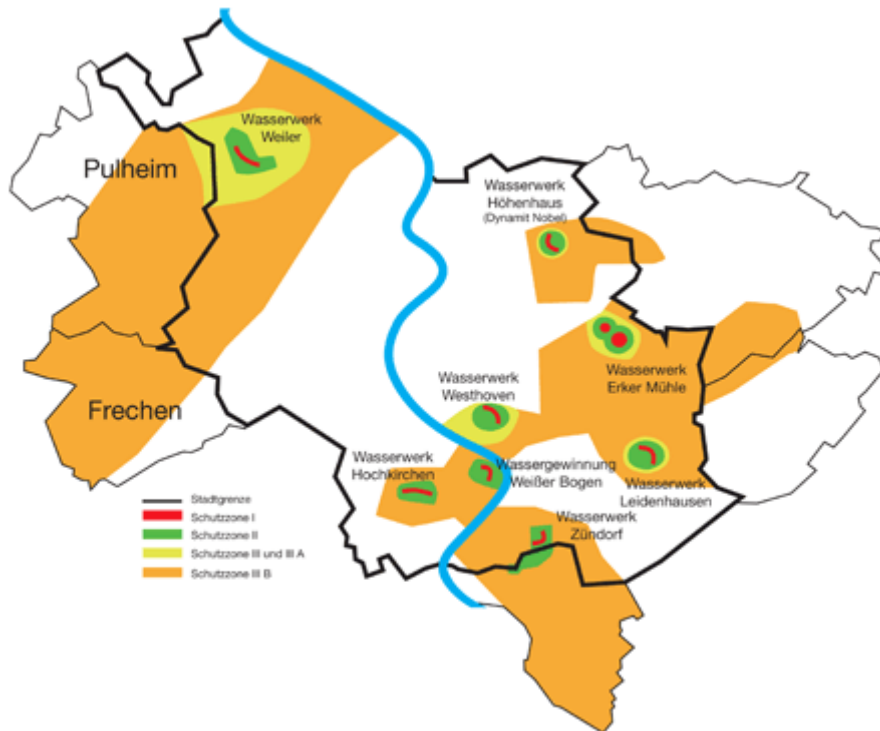 Wasserwerk
Weiler
Pulheim
Wasserwerk
Höhenhaus
(Dynamit Nobel)
Wasserwerk
Erker Mühle
Wasserwerk
Westhoven
Frechen
Wasserwerk
Hochkirchen
Wassergewinnung
Weißer Bogen
Wasserwerk
Leidenhausen
Wasserwerk
Zündorf
Stadtgrenze
Schutzzone I
Schutzzone II
Schutzzone III und III A
Schutzzone III B